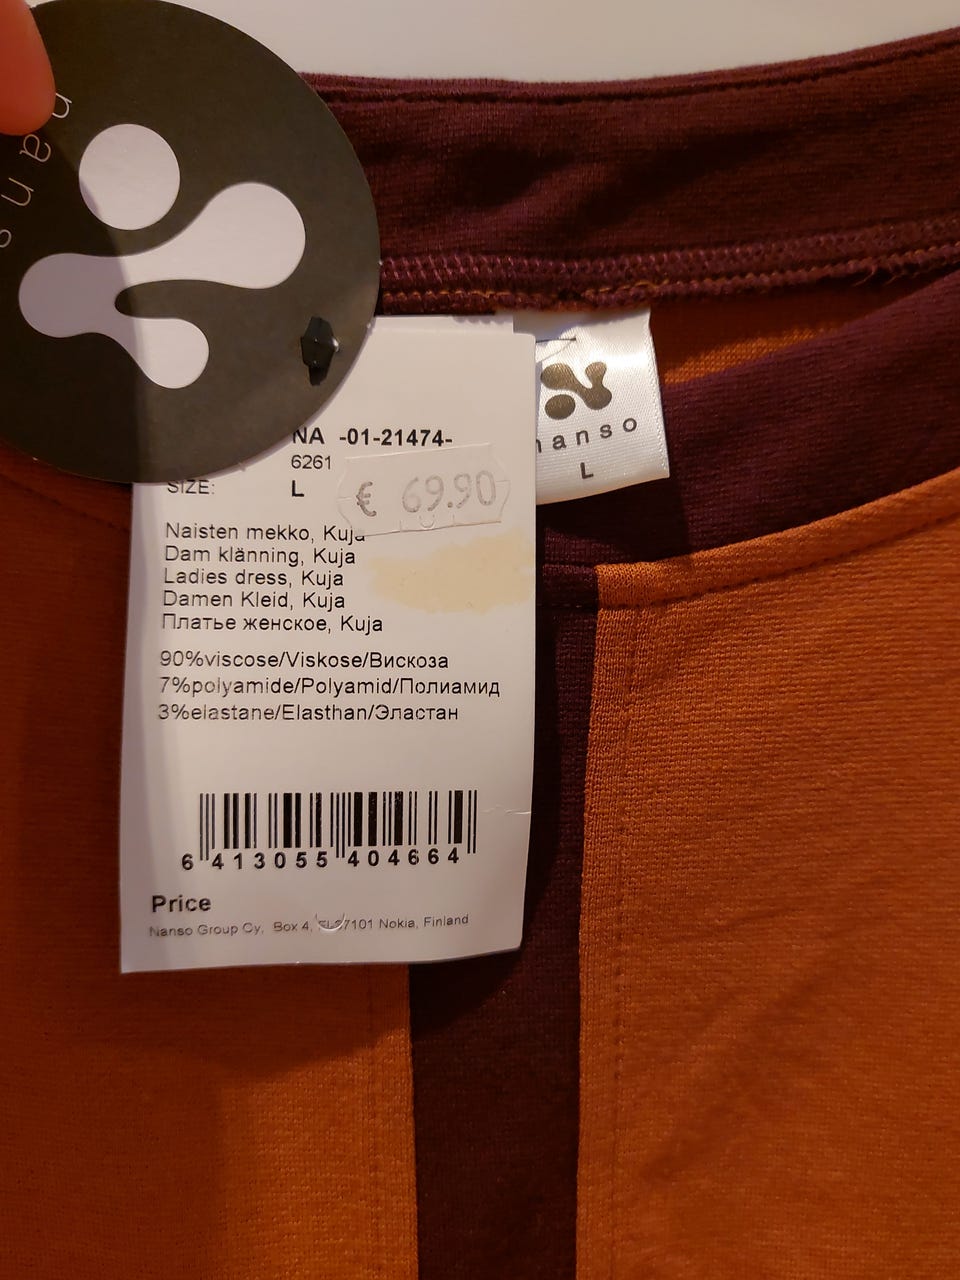 nans
nanso
L
NA -01-21474-
6261
SIZE: L
€ 69.90
Naisten mekko, Kuja
Dam klänning, Kuja
Ladies dress, Kuja
Damen Kleid, Kuja
Платье женское, Kuja
90%viscose/Viskose/Вискоза
7%polyamide/Polyamid/Полиамид
3%elastane/Elasthan/Эластан
6 413055 404664
Price
Nanso Group Oy, Box 4, FI-37101 Nokia, Finland